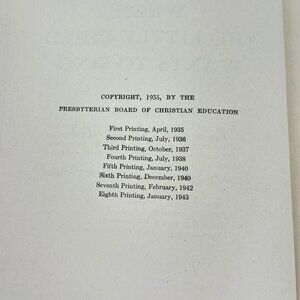 COPYRIGHT, 1935, BY THE
PRESBYTERIAN BOARD OF CHRISTIAN EDUCATION
First Printing, April, 1935
Second Printing, July, 1936
Third Printing, October, 1937
Fourth Printing, July, 1938
Fifth Printing, January, 1940
Sixth Printing, December, 1940
Seventh Printing, February, 1942
Eighth Printing, January, 1943